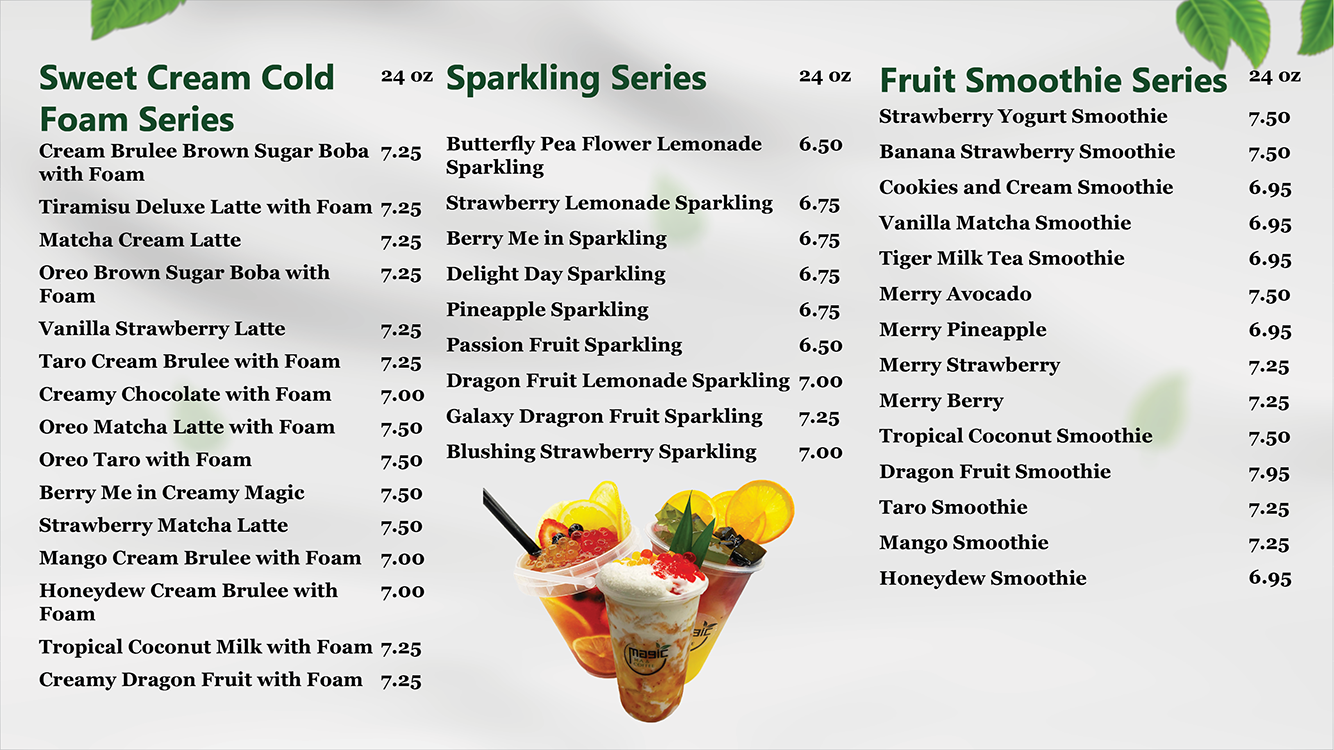 Sweet Cream Cold
Foam Series
24 oz
Cream Brulee Brown Sugar Boba 7.25
with Foam
Tiramisu Deluxe Latte with Foam 7.25
Matcha Cream Latte 7.25
Oreo Brown Sugar Boba with 7.25
Foam
Vanilla Strawberry Latte 7.25
Taro Cream Brulee with Foam 7.25
Creamy Chocolate with Foam 7.00
Oreo Matcha Latte with Foam 7.50
Oreo Taro with Foam 7.50
Berry Me in Creamy Magic 7.50
Strawberry Matcha Latte 7.50
Mango Cream Brulee with Foam 7.00
Honeydew Cream Brulee with 7.00
Foam
Tropical Coconut Milk with Foam 7.25
Creamy Dragon Fruit with Foam 7.25
Sparkling Series 24 oz
Butterfly Pea Flower Lemonade 6.50
Sparkling
Strawberry Lemonade Sparkling 6.75
Berry Me in Sparkling 6.75
Delight Day Sparkling 6.75
Pineapple Sparkling 6.75
Passion Fruit Sparkling 6.50
Dragon Fruit Lemonade Sparkling 7.00
Galaxy Dragron Fruit Sparkling 7.25
Blushing Strawberry Sparkling 7.00
magic
Fruit Smoothie Series 24 oz
Strawberry Yogurt Smoothie 7.50
Banana Strawberry Smoothie 7.50
Cookies and Cream Smoothie 6.95
Vanilla Matcha Smoothie 6.95
Tiger Milk Tea Smoothie 6.95
Merry Avocado 7.50
Merry Pineapple 6.95
Merry Strawberry 7.25
Merry Berry 7.25
Tropical Coconut Smoothie 7.50
Dragon Fruit Smoothie 7.95
Taro Smoothie 7.25
Mango Smoothie 7.25
Honeydew Smoothie 6.95